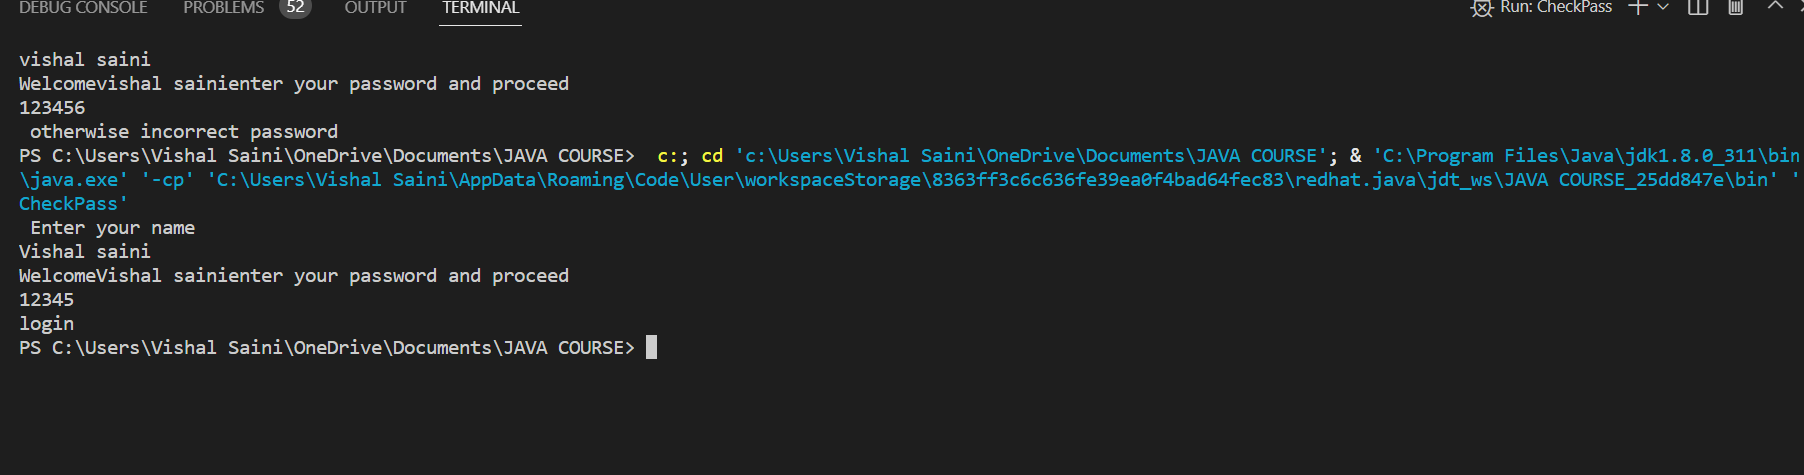 DEBUG CONSOLE PROBLEMS 52 OUTPUT TERMINAL Run: CheckPass
vishal saini
Welcomevishal sainienter your password and proceed
123456
 otherwise incorrect password
PS C:\Users\Vishal Saini\OneDrive\Documents\JAVA COURSE>  c:; cd 'c:\Users\Vishal Saini\OneDrive\Documents\JAVA COURSE'; & 'C:\Program Files\Java\jdk1.8.0_311\bin
\java.exe' '-cp' 'C:\Users\Vishal Saini\AppData\Roaming\Code\User\workspaceStorage\8363ff3c6c636fe39ea0f4bad64fec83\redhat.java\jdt_ws\JAVA COURSE_25dd847e\bin' '
CheckPass'
 Enter your name
Vishal saini
WelcomeVishal sainienter your password and proceed
12345
login
PS C:\Users\Vishal Saini\OneDrive\Documents\JAVA COURSE>